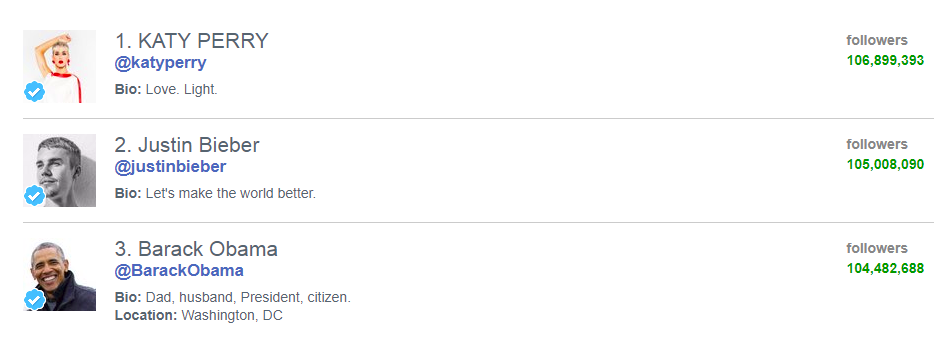 1. KATY PERRY
@katyperry
Bio: Love. Light.
followers
106,899,393
2. Justin Bieber
@justinbieber
Bio: Let's make the world better.
followers
105,008,090
3. Barack Obama
@BarackObama
Bio: Dad, husband, President, citizen.
Location: Washington, DC
followers
104,482,688